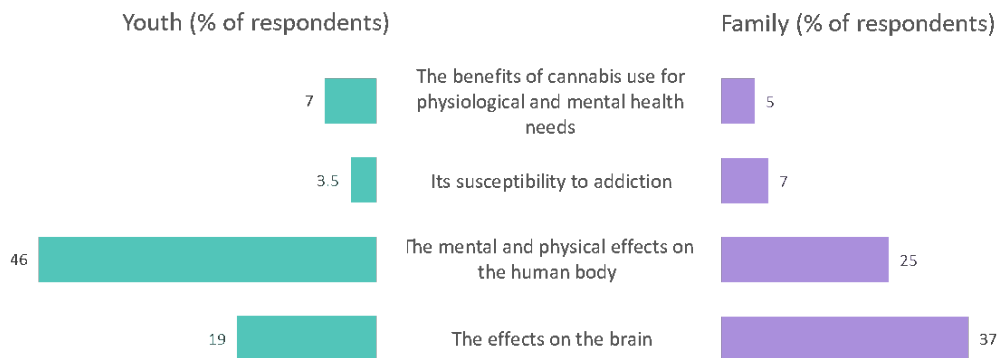 Youth (% of respondents)
Family (% of respondents)
7
The benefits of cannabis use for
physiological and mental health
needs
5
3.5
Its susceptibility to addiction
7
46
The mental and physical effects on
the human body
25
19
The effects on the brain
37